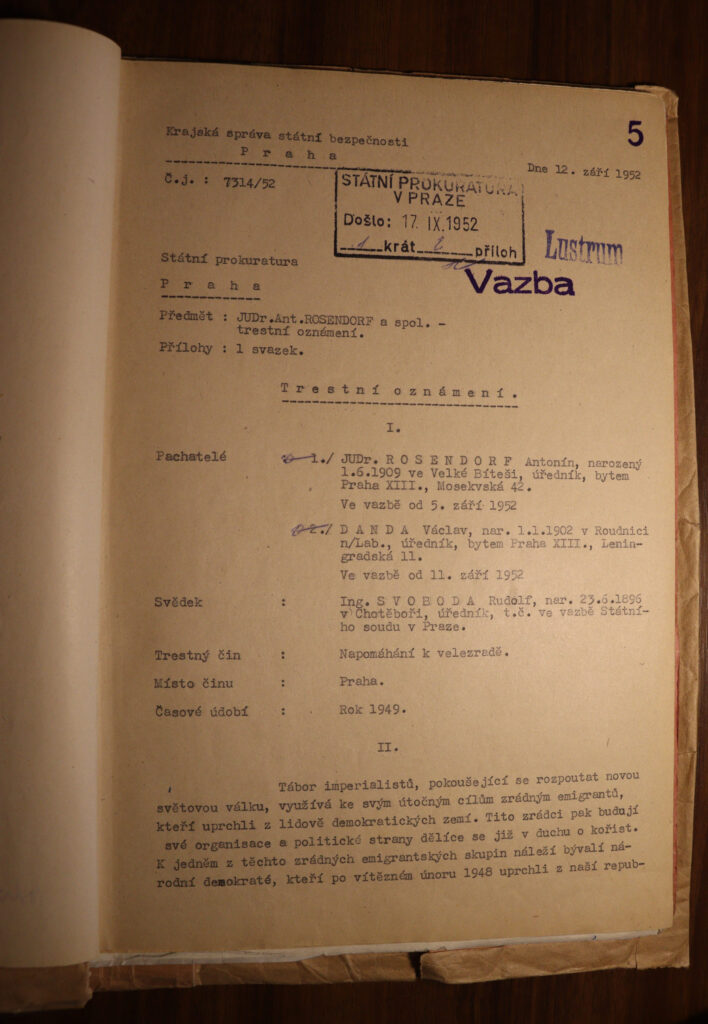 5
Krajská správa státní bezpečnosti
P r a h a
Dne 12. září 1952
Č.j. : 7314/52
STÁTNÍ PROKURATURA
V PRAZE
Došlo: 17. IX. 1952
krát příloh
Lustrum
Vazba
Státní prokuratura
P r a h a
Předmět : JUDr.Ant.ROSENDORF a spol. -
trestní oznámení.
Přílohy : 1 svazek.
T r e s t n í  o z n á m e n í .
I.
Pachatelé 1./ JUDr. R O S E N D O R F Antonín, narozený
1.6.1909 ve Velké Bíteši, úředník, bytem
Praha XIII., Mosekvská 42.
Ve vazbě od 5. září 1952
2./ D A N D A Václav, nar. 1.1.1902 v Roudnici
n/Lab., úředník, bytem Praha XIII., Lenin-
gradská 11.
Ve vazbě od 11. září 1952
Svědek : Ing. S V O B O D A Rudolf, nar. 23.6.1896
v Chotěboři, úředník, t.č. ve vazbě Státní-
ho soudu v Praze.
Trestný čin : Napomáhání k velezradě.
Místo činu : Praha.
Časové údobí : Rok 1949.
II.
Tábor imperialistů, pokoušející se rozpoutat novou
světovou válku, využívá ke svým útočným cílům zrádných emigrantů,
kteří uprchli z lidově demokratických zemí. Tito zrádci pak budují
své organisace a politické strany dělíce se již v duchu o kořist.
K jedněm z těchto zrádných emigrantských skupin náleží bývalí ná-
rodní demokraté, kteří po vítězném únoru 1948 uprchli z naší repub-